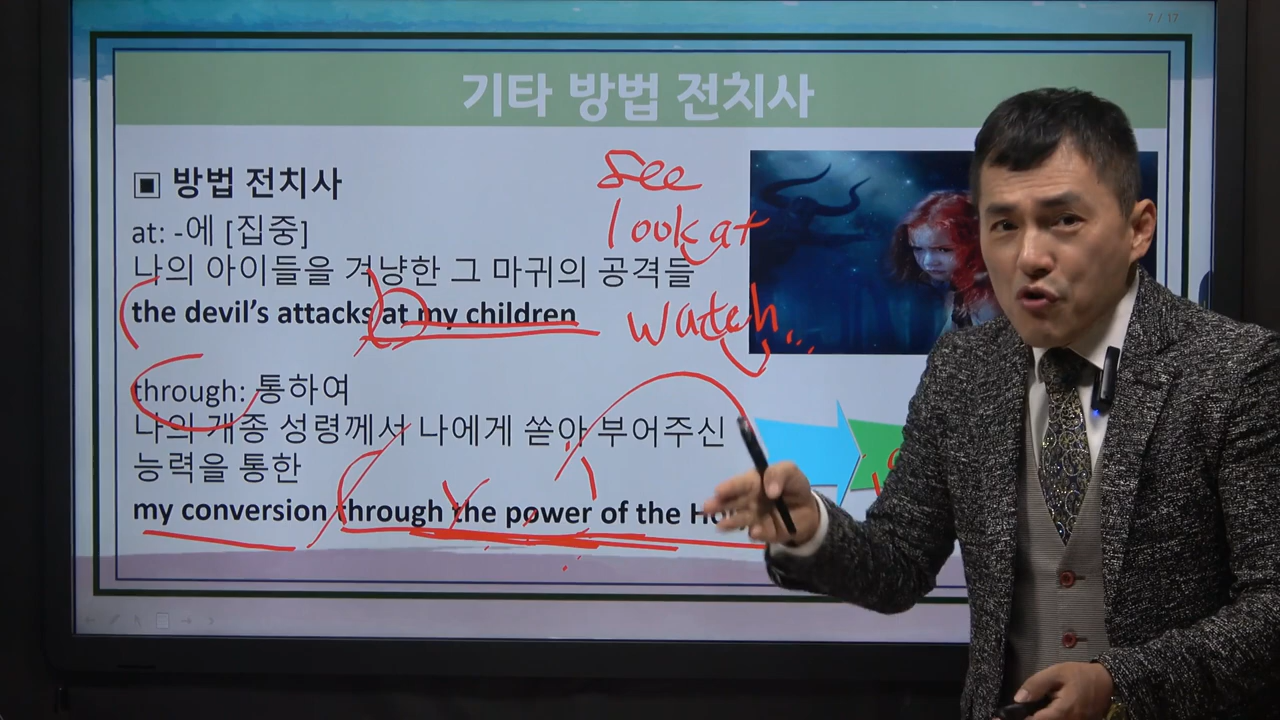 7 / 17
기타 방법 전치사
▣ 방법 전치사
at: -에 [집중]
나의 아이들을 겨냥한 그 마귀의 공격들
the devil's attacks at my children
through: 통하여
나의 개종 성령께서 나에게 쏟아 부어주신
능력을 통한
my conversion through the power of the
see
look at
watch...